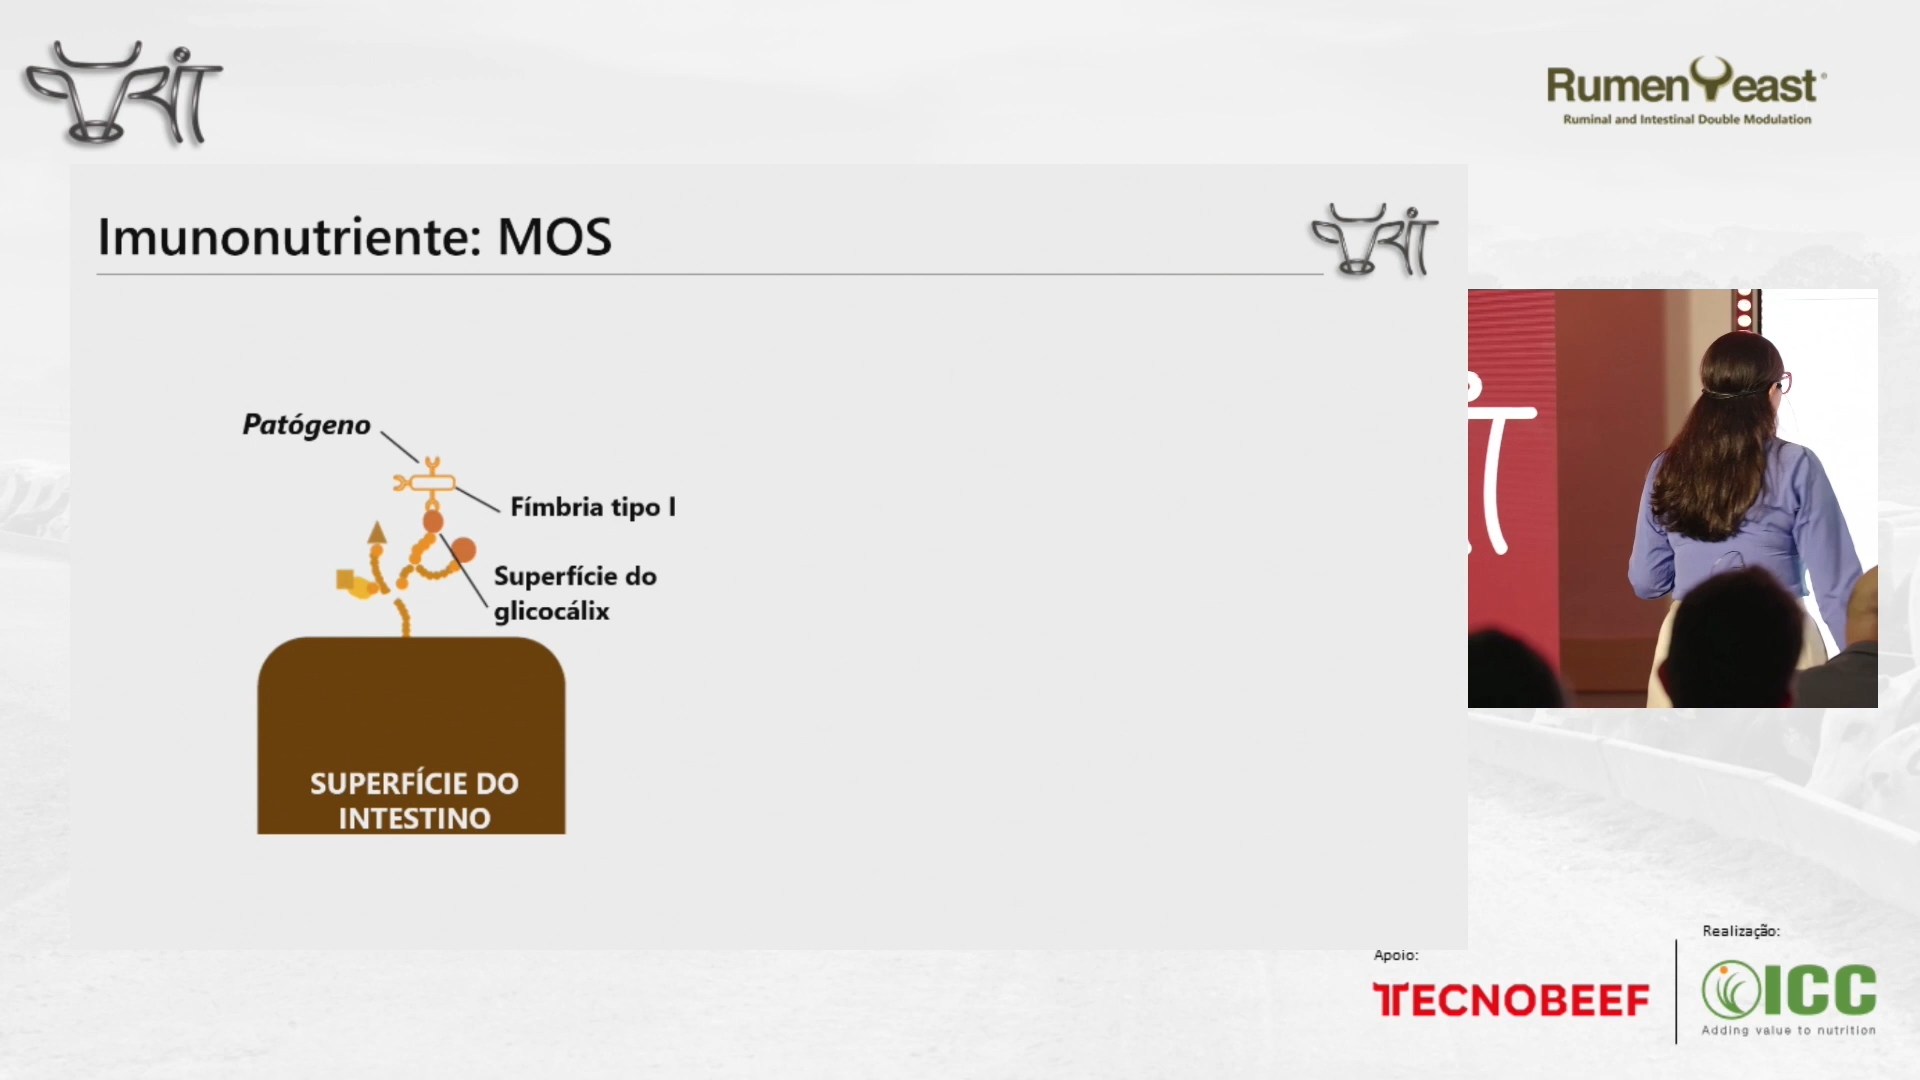 RumenYeast®
Ruminal and Intestinal Double Modulation
Imunonutriente: MOS
Patógeno
Fímbria tipo I
Superfície do
glicocálix
SUPERFÍCIE DO
INTESTINO
Apoio:
TECNOBEEF
Realização:
ICC
Adding value to nutrition